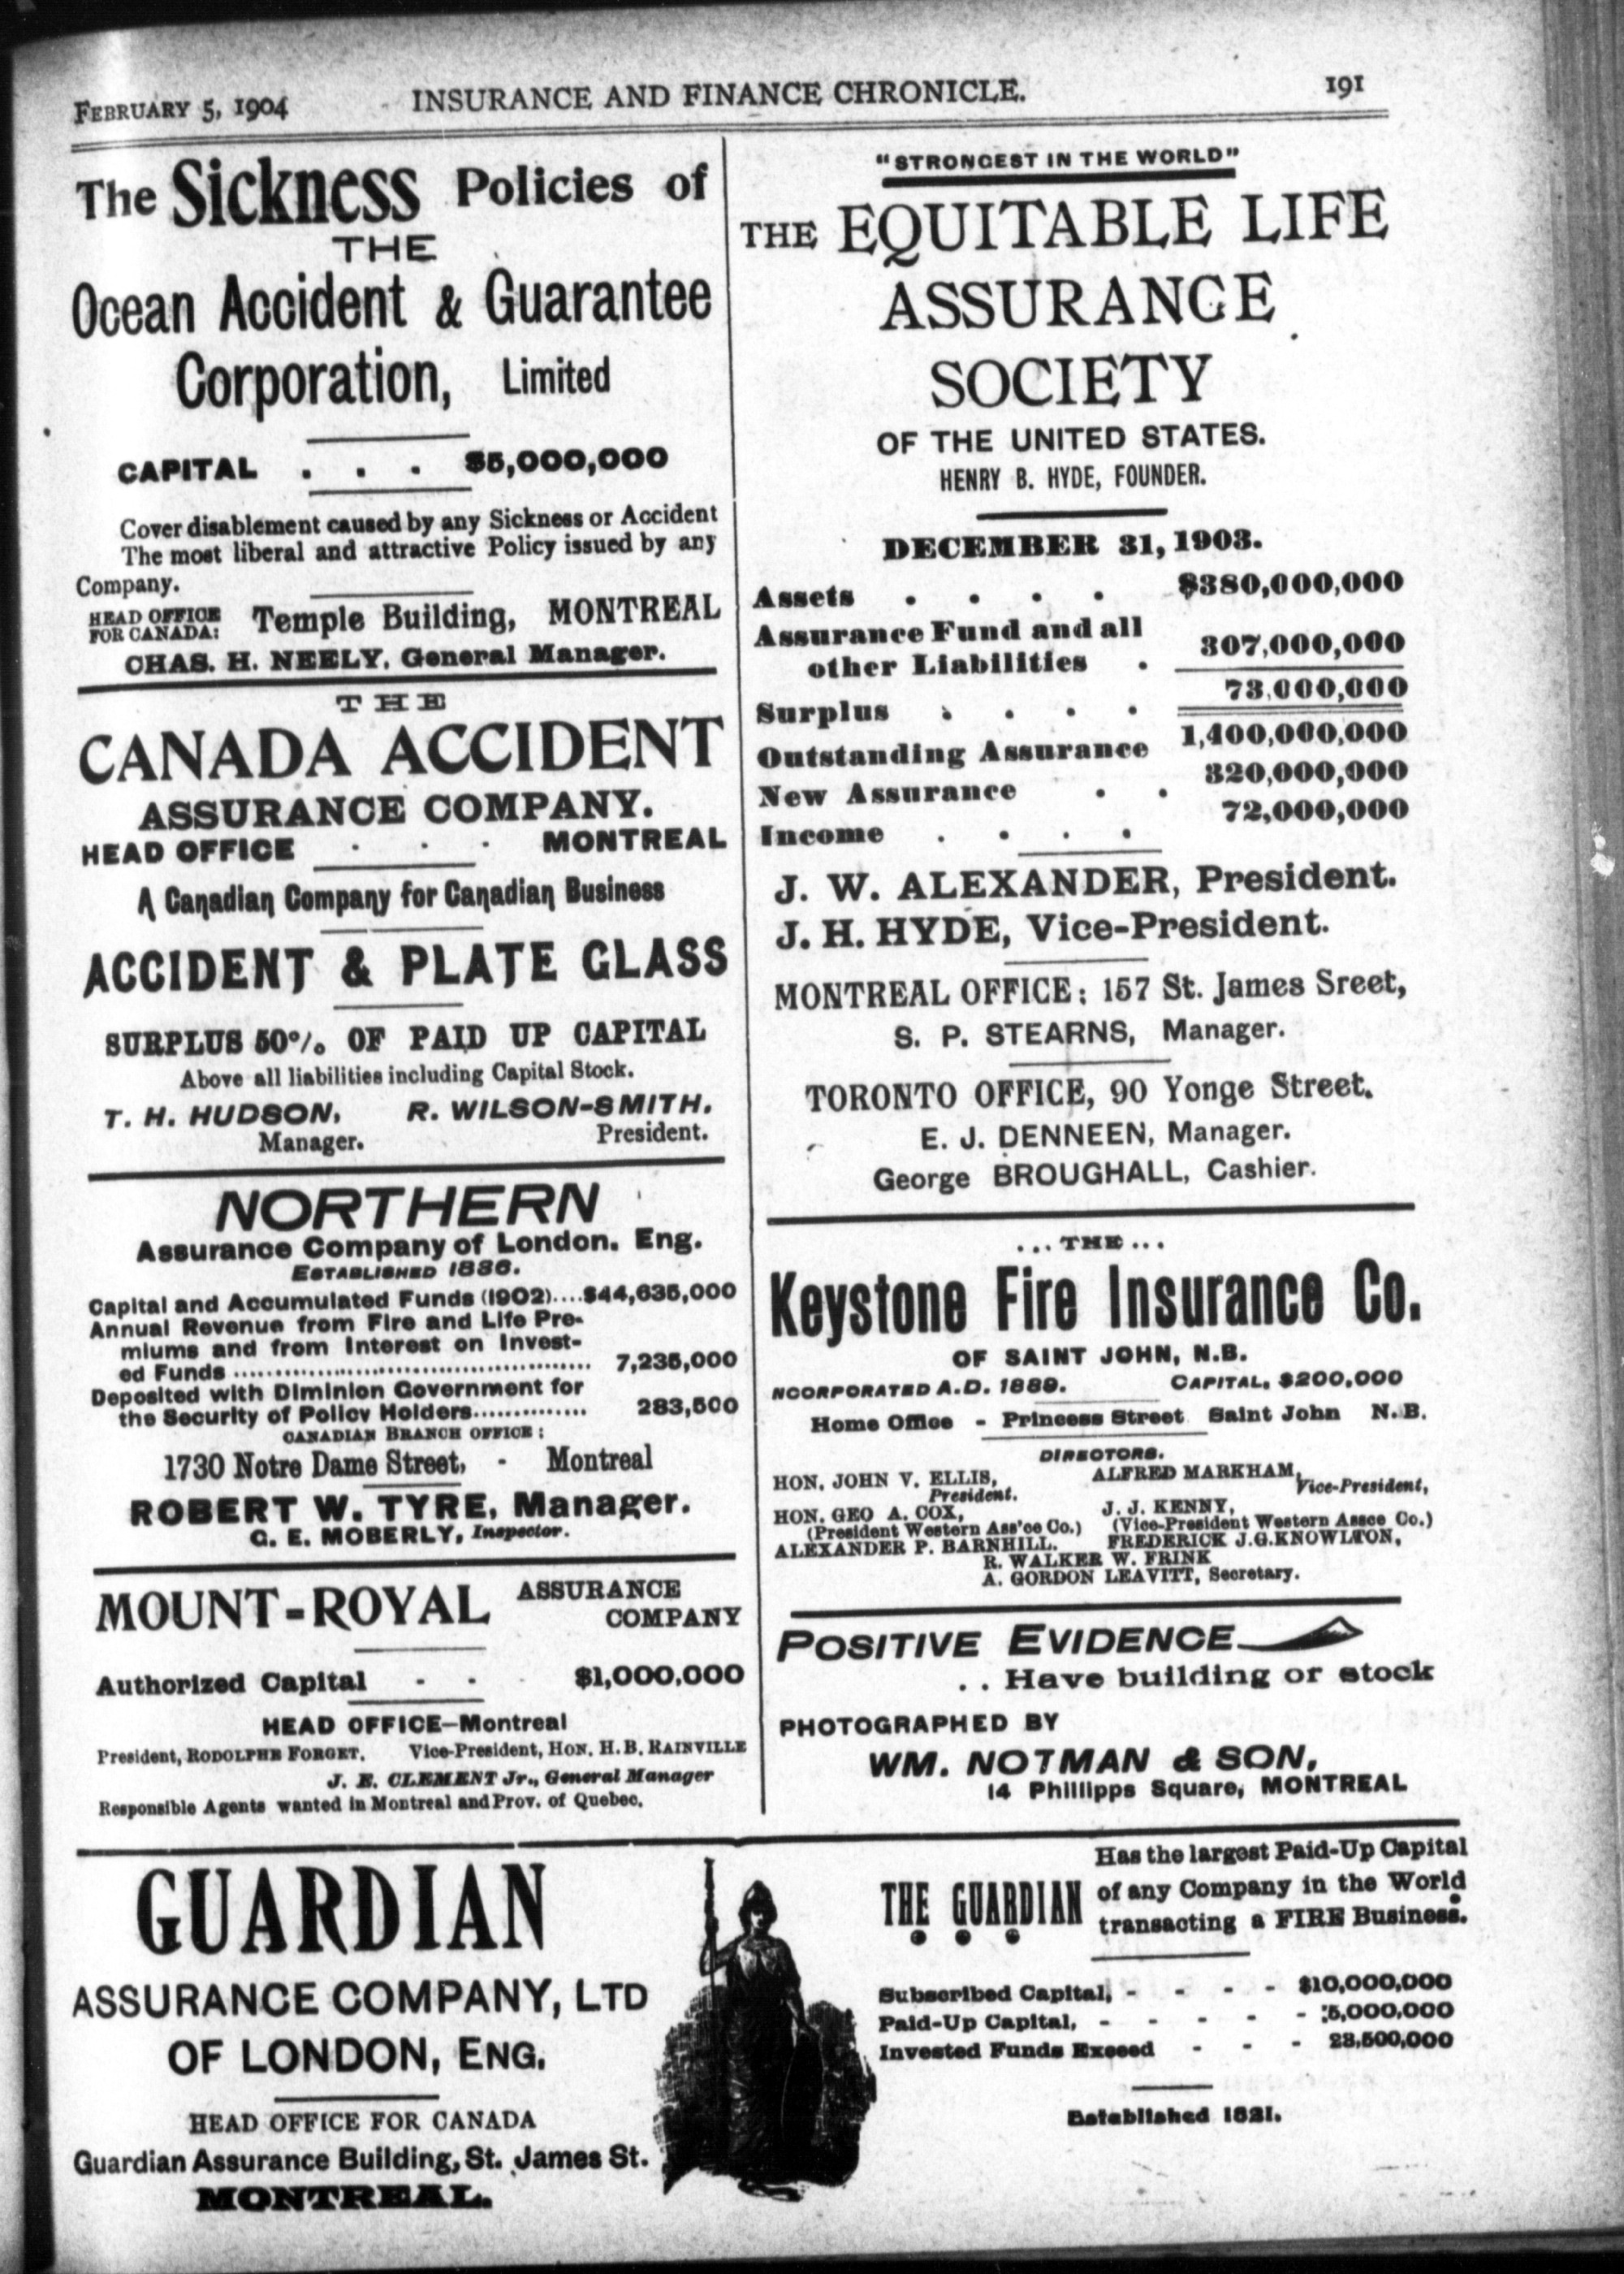 FEBRUARY 5, 1904 INSURANCE AND FINANCE CHRONICLE. 191
The Sickness Policies of
THE
Ocean Accident & Guarantee
Corporation, Limited
CAPITAL . . . $5,000,000
Cover disablement caused by any Sickness or Accident
The most liberal and attractive Policy issued by any
Company.
HEAD OFFICE
FOR CANADA: Temple Building, MONTREAL
CHAS. H. NEELY, General Manager.
THE
CANADA ACCIDENT
ASSURANCE COMPANY.
HEAD OFFICE . . . MONTREAL
A Canadian Company for Canadian Business
ACCIDENT & PLATE GLASS
SURPLUS 50% OF PAID UP CAPITAL
Above all liabilities including Capital Stock.
T. H. HUDSON, R. WILSON-SMITH,
Manager. President.
NORTHERN
Assurance Company of London, Eng.
ESTABLISHED 1836.
Capital and Accumulated Funds (1902)....$44,635,000
Annual Revenue from Fire and Life Pre-
miums and from Interest on Invest-
ed Funds ........................................ 7,235,000
Deposited with Diminion Government for
the Security of Policy Holders.............. 283,500
CANADIAN BRANCH OFFICE:
1730 Notre Dame Street, - Montreal
ROBERT W. TYRE, Manager.
G. E. MOBERLY, Inspector.
MOUNT-ROYAL ASSURANCE
COMPANY
Authorized Capital - - $1,000,000
HEAD OFFICE—Montreal
President, RODOLPHE FORGET. Vice-President, HON. H. B. RAINVILLE
J. E. CLEMENT Jr., General Manager
Responsible Agents wanted in Montreal and Prov. of Quebec.
"STRONGEST IN THE WORLD"
THE EQUITABLE LIFE
ASSURANCE
SOCIETY
OF THE UNITED STATES.
HENRY B. HYDE, FOUNDER.
DECEMBER 31, 1903.
Assets . . . . $380,000,000
Assurance Fund and all
other Liabilities . 307,000,000
Surplus . . . . 73,000,000
Outstanding Assurance 1,400,000,000
New Assurance . . 320,000,000
Income . . . . 72,000,000
J. W. ALEXANDER, President.
J. H. HYDE, Vice-President.
MONTREAL OFFICE: 157 St. James Sreet,
S. P. STEARNS, Manager.
TORONTO OFFICE, 90 Yonge Street.
E. J. DENNEEN, Manager.
George BROUGHALL, Cashier.
...THE...
Keystone Fire Insurance Co.
OF SAINT JOHN, N.B.
NCORPORATED A.D. 1889. CAPITAL, $200,000
Home Office - Princess Street Saint John N.B.
DIRECTORS.
HON. JOHN V. ELLIS, ALFRED MARKHAM,
President. Vice-President,
HON. GEO A. COX, J. J. KENNY,
(President Western Ass'ce Co.) (Vice-President Western Assce Co.)
ALEXANDER P. BARNHILL. FREDERICK J.G.KNOWLTON,
R. WALKER W. FRINK
A. GORDON LEAVITT, Secretary.
POSITIVE EVIDENCE
. . Have building or stock
PHOTOGRAPHED BY
WM. NOTMAN & SON,
14 Phillipps Square, MONTREAL
GUARDIAN
ASSURANCE COMPANY, LTD
OF LONDON, ENG.
HEAD OFFICE FOR CANADA
Guardian Assurance Building, St. James St.
MONTREAL.
THE GUARDIAN
Has the largest Paid-Up Capital
of any Company in the World
transacting a FIRE Business.
Subscribed Capital, - - - - $10,000,000
Paid-Up Capital, - - - - - 5,000,000
Invested Funds Exceed - - - 23,500,000
Established 1821.